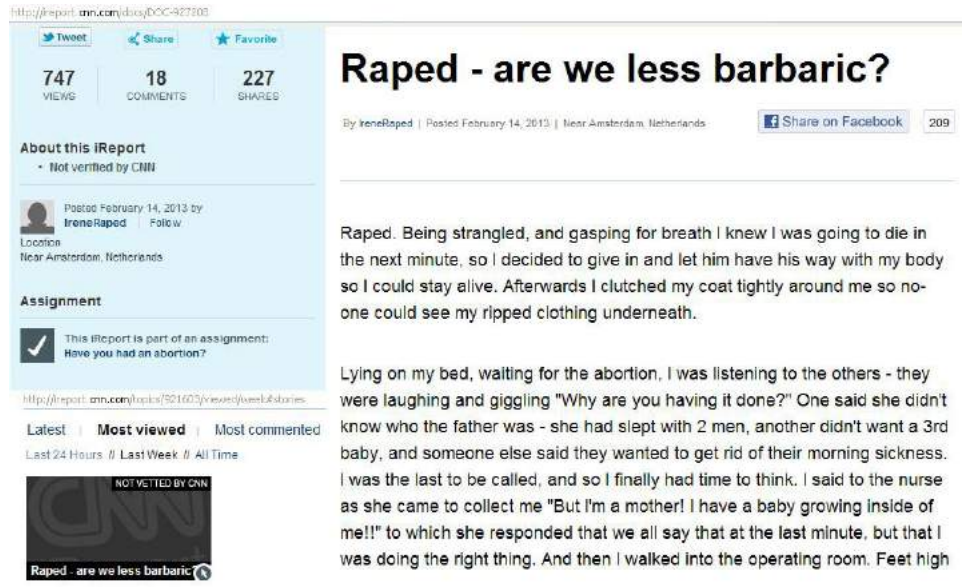 http://ireport.cnn.com/docs/DOC-927208
Tweet Share Favorite
747 18 227
VIEWS COMMENTS SHARES
About this iReport
• Not verified by CNN
Posted February 14, 2013 by
IreneRaped Follow
Location
Near Amsterdam, Netherlands
Assignment
This iReport is part of an assignment:
Have you had an abortion?
http://ireport.cnn.com/topics/921603/viewed/week#stories
Latest Most viewed Most commented
Last 24 Hours // Last Week // All Time
NOT VETTED BY CNN
Raped - are we less barbaric?
Raped - are we less barbaric?
By IreneRaped | Posted February 14, 2013 | Near Amsterdam, Netherlands
Share on Facebook 209
Raped. Being strangled, and gasping for breath I knew I was going to die in
the next minute, so I decided to give in and let him have his way with my body
so I could stay alive. Afterwards I clutched my coat tightly around me so no-
one could see my ripped clothing underneath.
Lying on my bed, waiting for the abortion, I was listening to the others - they
were laughing and giggling "Why are you having it done?" One said she didn't
know who the father was - she had slept with 2 men, another didn't want a 3rd
baby, and someone else said they wanted to get rid of their morning sickness.
I was the last to be called, and so I finally had time to think. I said to the nurse
as she came to collect me "But I'm a mother! I have a baby growing inside of
me!!" to which she responded that we all say that at the last minute, but that I
was doing the right thing. And then I walked into the operating room. Feet high